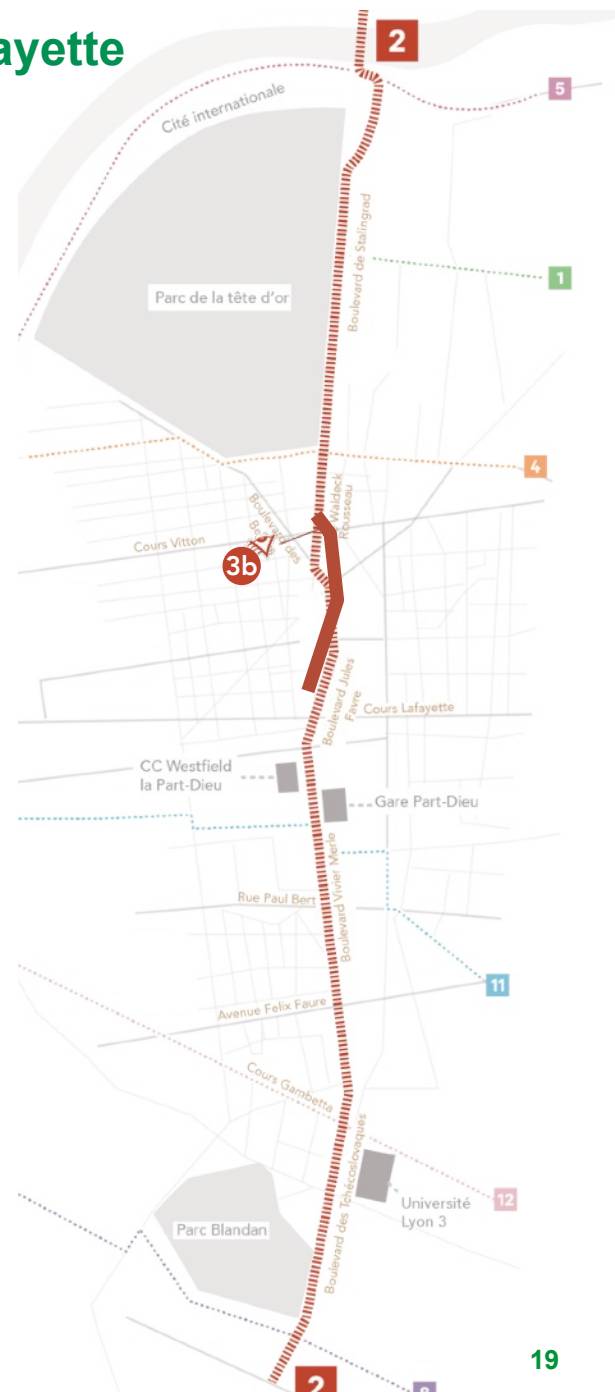 ayette
2
5
Cité internationale
Boulevard de Stalingrad
1
Parc de la tête d'or
4
Waldeck
Rousseau
Boulevard des
Cours Vitton
3b
Boulevard Jules
Favre
Cours Lafayette
CC Westfield
la Part-Dieu
Gare Part-Dieu
Boulevard Vivier Merle
Rue Paul Bert
11
Avenue Felix Faure
Cours Gambetta
Boulevard des Tchécoslovaques
12
Université
Lyon 3
Parc Blandan
19
2